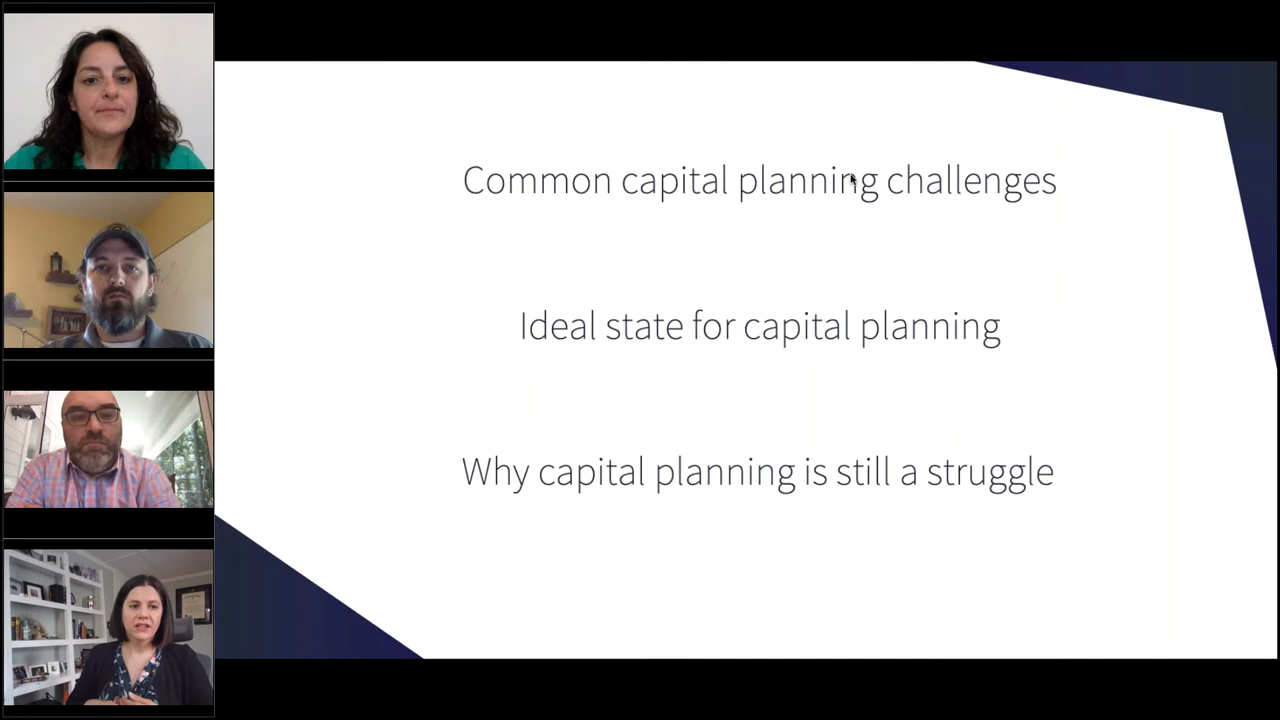 Common capital planning challenges
Ideal state for capital planning
Why capital planning is still a struggle